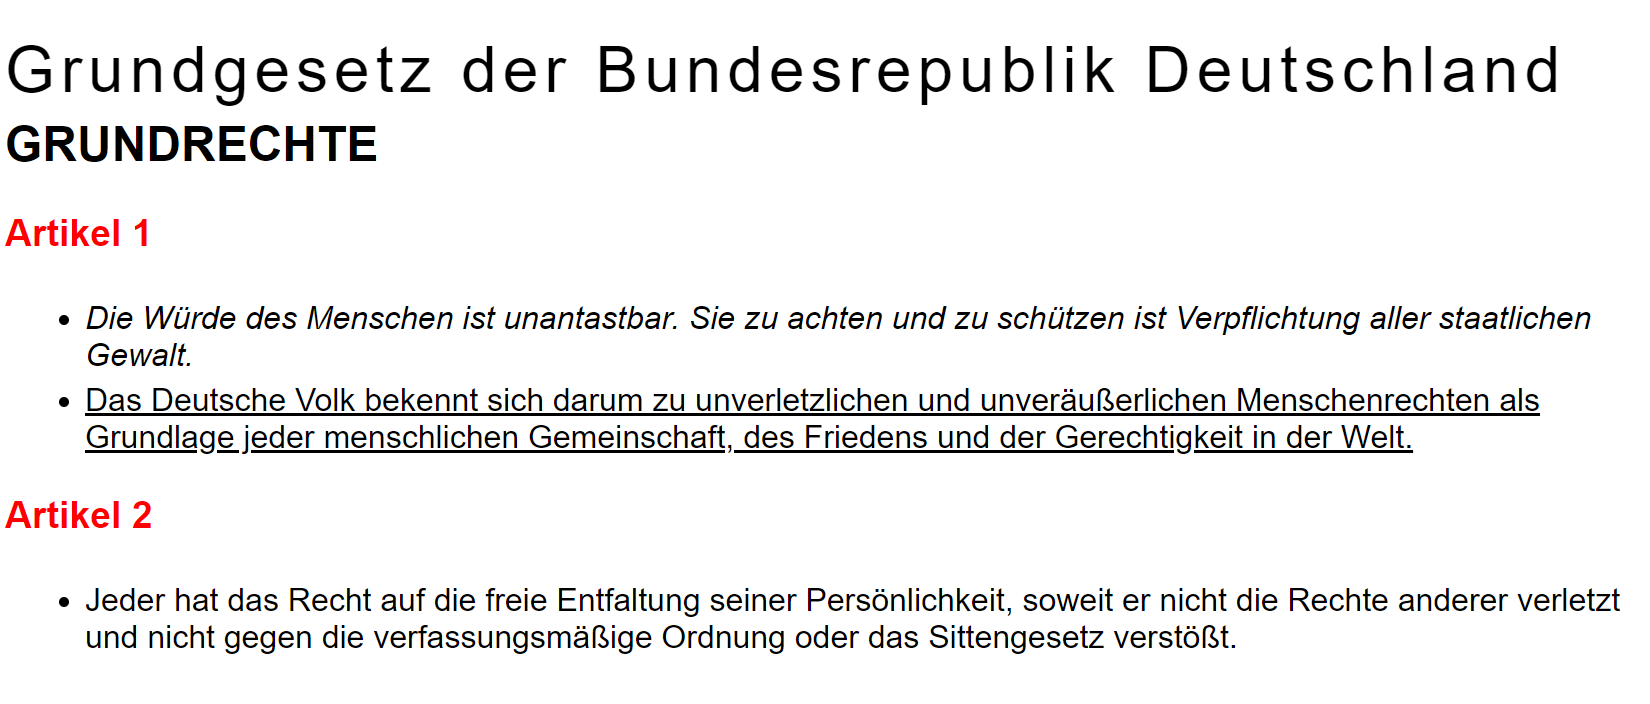 Grundgesetz der Bundesrepublik Deutschland
GRUNDRECHTE
Artikel 1
Die Würde des Menschen ist unantastbar. Sie zu achten und zu schützen ist Verpflichtung aller staatlichen
Gewalt.
Das Deutsche Volk bekennt sich darum zu unverletzlichen und unveräußerlichen Menschenrechten als
Grundlage jeder menschlichen Gemeinschaft, des Friedens und der Gerechtigkeit in der Welt.
Artikel 2
Jeder hat das Recht auf die freie Entfaltung seiner Persönlichkeit, soweit er nicht die Rechte anderer verletzt
und nicht gegen die verfassungsmäßige Ordnung oder das Sittengesetz verstößt.